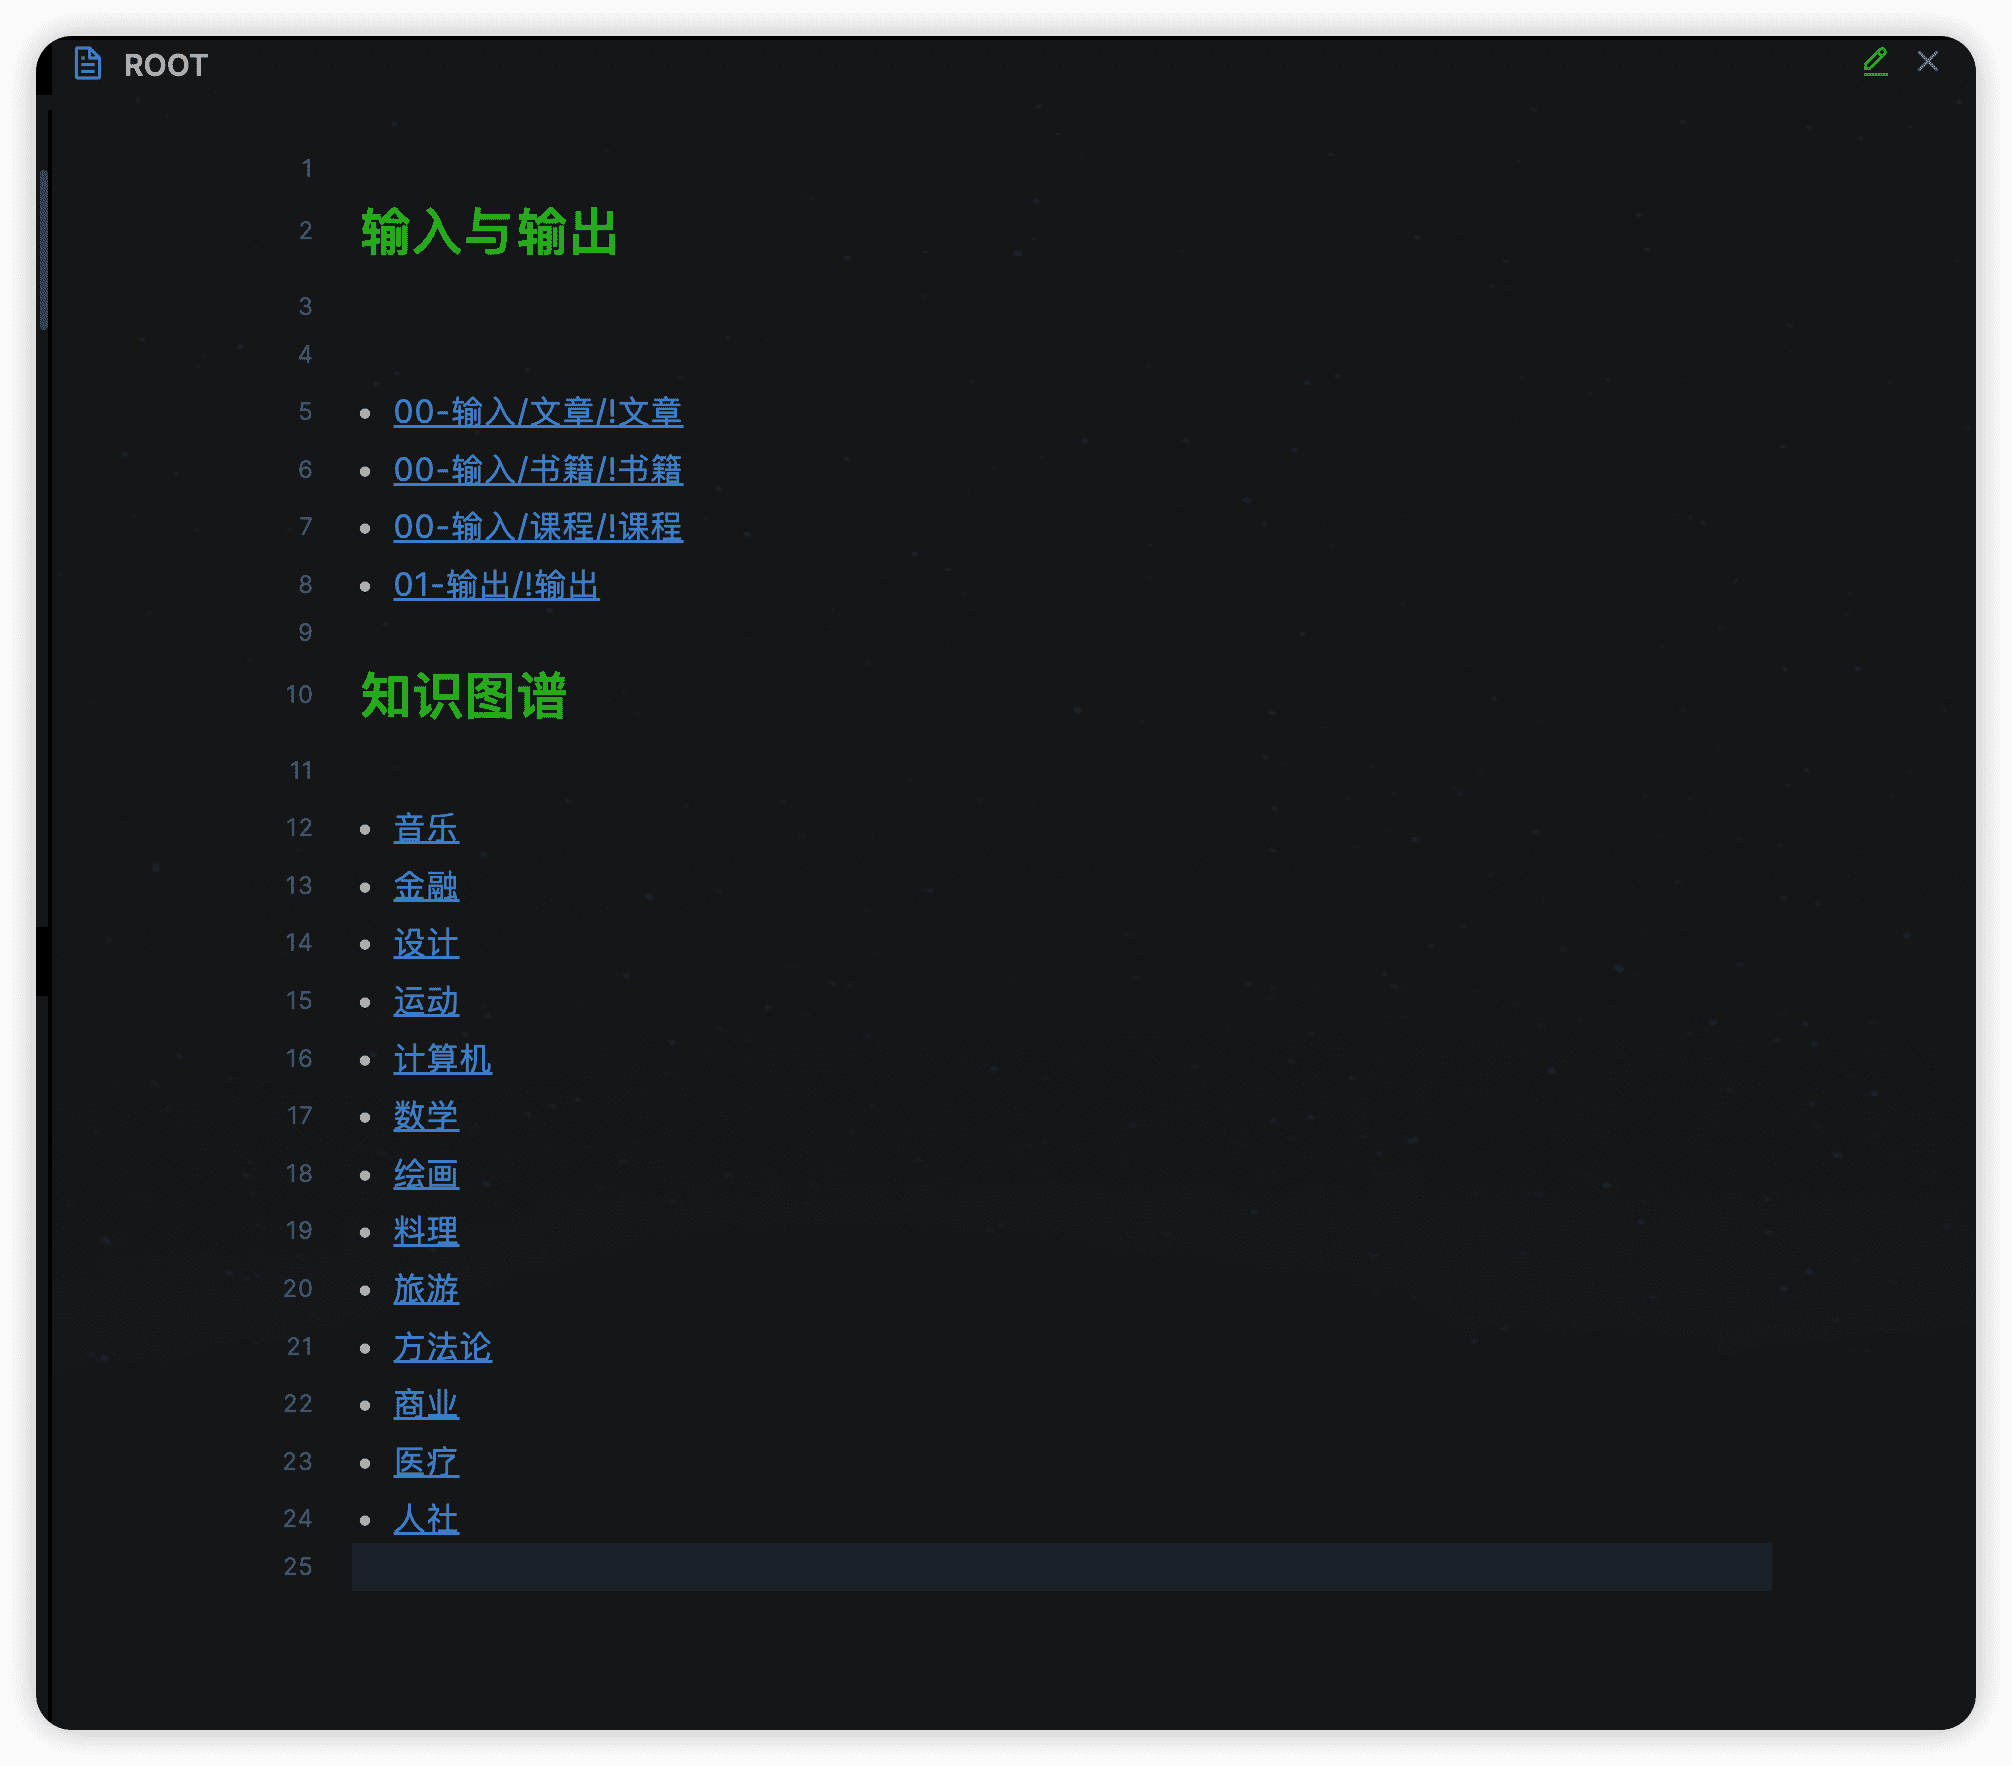 ROOT
1
2 输入与输出
3
4
5 • 00-输入/文章/!文章
6 • 00-输入/书籍/!书籍
7 • 00-输入/课程/!课程
8 • 01-输出/!输出
9
10 知识图谱
11
12 • 音乐
13 • 金融
14 • 设计
15 • 运动
16 • 计算机
17 • 数学
18 • 绘画
19 • 料理
20 • 旅游
21 • 方法论
22 • 商业
23 • 医疗
24 • 人社
25